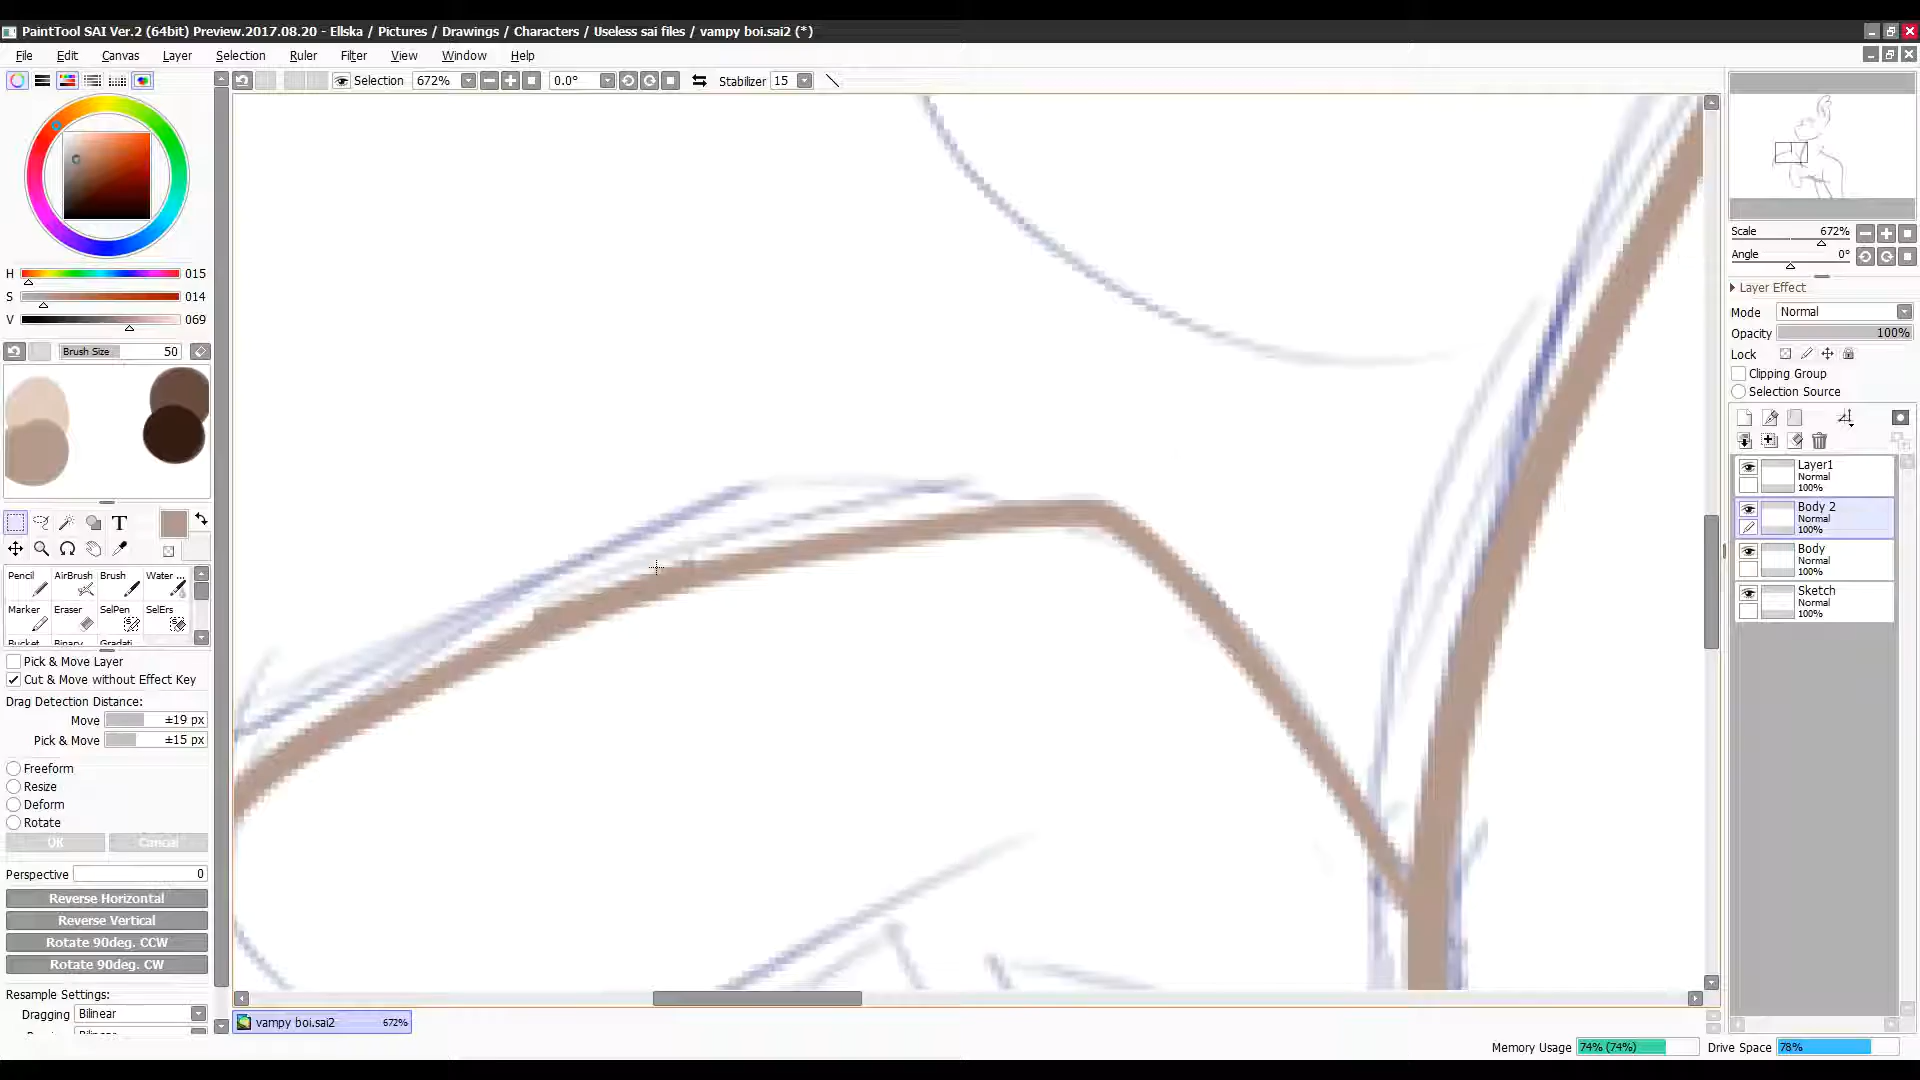 PaintTool SAI Ver.2 (64bit) Preview.2017.08.20 - Ellska / Pictures / Drawings / Characters / Useless sai files / vampy boi.sai2 (*)
File Edit Canvas Layer Selection Ruler Filter View Window Help
Selection 672% 0.0° Stabilizer 15
H 015
S 014
V 069
Brush Size 50
T
Pencil AirBrush Brush Water ...
Marker Eraser SelPen SelErs
Bucket Binary Gradati
Pick & Move Layer
Cut & Move without Effect Key
Drag Detection Distance:
Move ±19 px
Pick & Move ±15 px
Freeform
Resize
Deform
Rotate
OK Cancel
Perspective 0
Reverse Horizontal
Reverse Vertical
Rotate 90deg. CCW
Rotate 90deg. CW
Resample Settings:
Dragging Bilinear
vampy boi.sai2 672%
Scale 672%
Angle 0°
Layer Effect
Mode Normal
Opacity 100%
Lock
Clipping Group
Selection Source
Layer1
Normal
100%
Body 2
Normal
100%
Body
Normal
100%
Sketch
Normal
100%
Memory Usage 74% (74%) Drive Space 78%